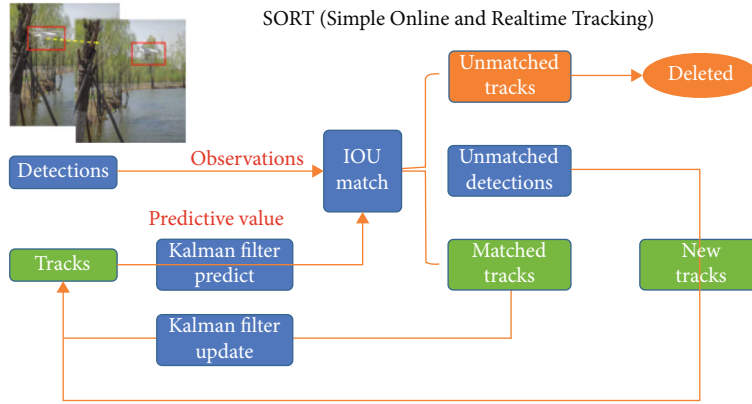 SORT (Simple Online and Realtime Tracking)
Unmatched
tracks
Deleted
Detections
Observations
IOU
match
Unmatched
detections
Predictive value
Tracks
Kalman filter
predict
Matched
tracks
New
tracks
Kalman filter
update